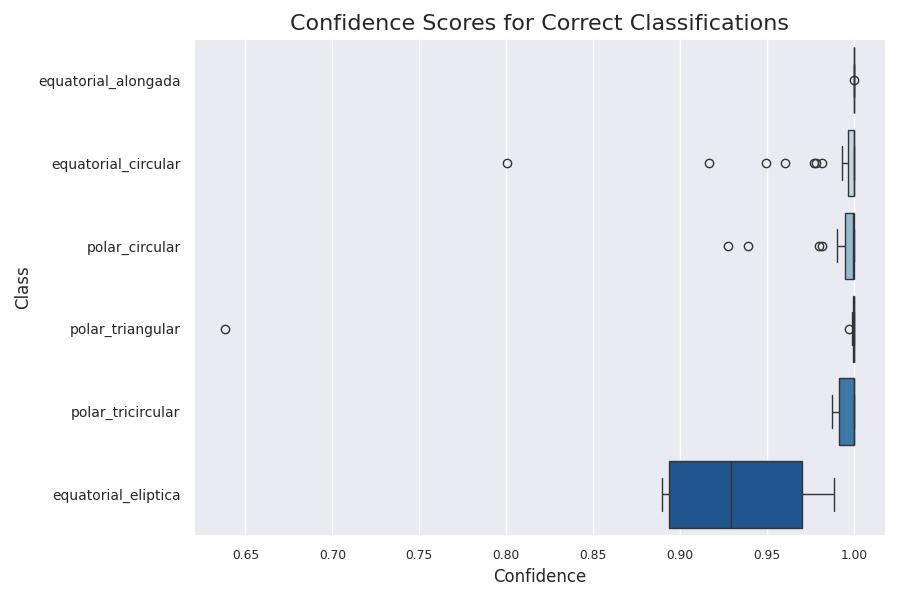 Confidence Scores for Correct Classifications
equatorial_alongada
equatorial_circular
polar_circular
polar_triangular
polar_tricircular
equatorial_eliptica
Class
0.65 0.70 0.75 0.80 0.85 0.90 0.95 1.00
Confidence